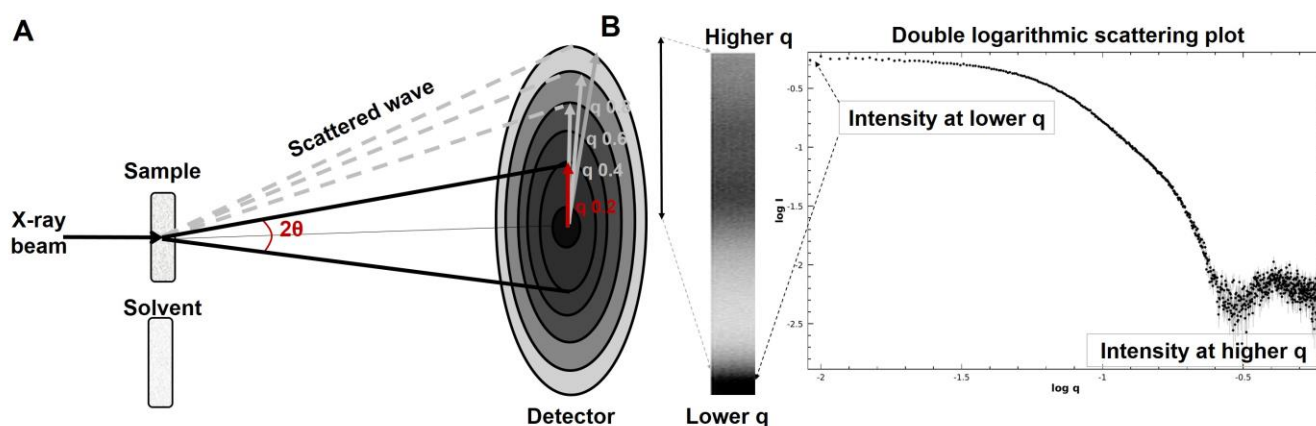 A
X-ray
beam
Sample
Solvent
Scattered wave
2θ
q 0.8
q 0.6
q 0.4
q 0.2
Detector
B
Higher q
Lower q
Double logarithmic scattering plot
Intensity at lower q
Intensity at higher q
log I
-0.5
-1
-1.5
-2
-2.5
-2
-1.5
-1
-0.5
log q